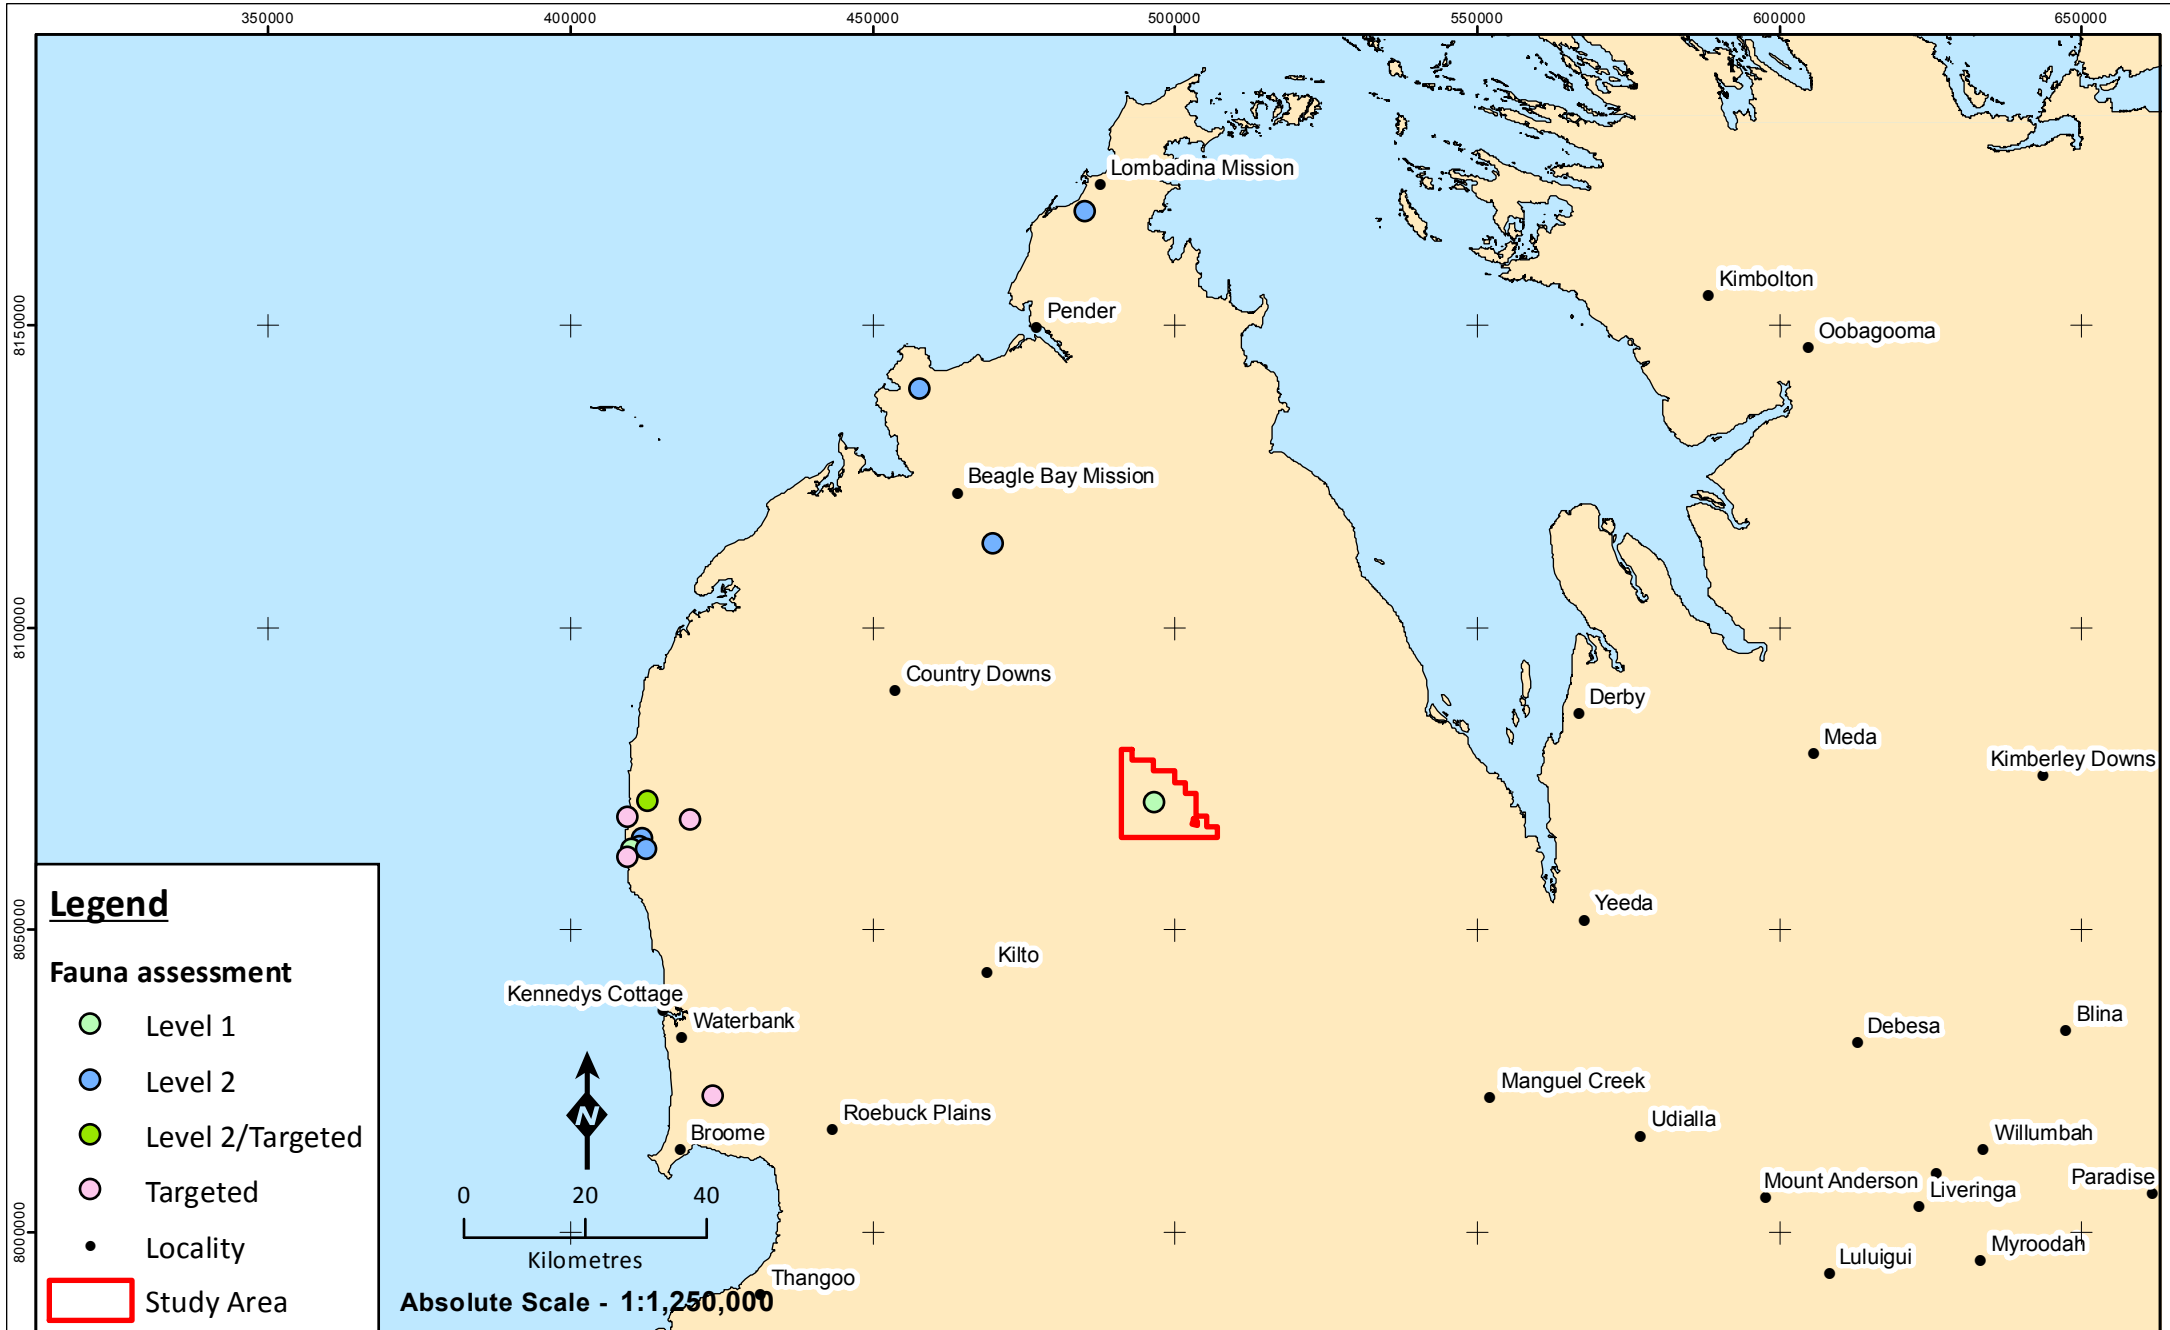 350000 400000 450000 500000 550000 600000 650000
Lombadina Mission
Kimbolton
Pender
8150000
Oobagooma
Beagle Bay Mission
8100000
Country Downs
Derby
Meda
Kimberley Downs
Legend
Fauna assessment
Level 1
Level 2
Level 2/Targeted
Targeted
Locality
Study Area
8050000
Yeeda
Kilto
Kennedys Cottage
Waterbank
Blina
Debesa
Manguel Creek
Roebuck Plains
Udialla
Broome
Willumbah
N
Mount Anderson
Paradise
Liveringa
0 20 40
Kilometres
8000000
Myroodah
Luluigui
Thangoo
Absolute Scale - 1:1,250,000